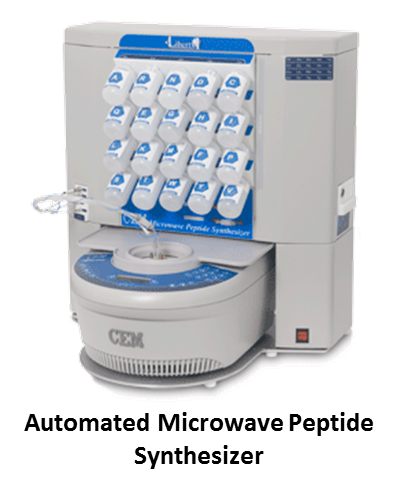 Liberty
Microwave Peptide Synthesizer
CEM
Automated Microwave Peptide
Synthesizer